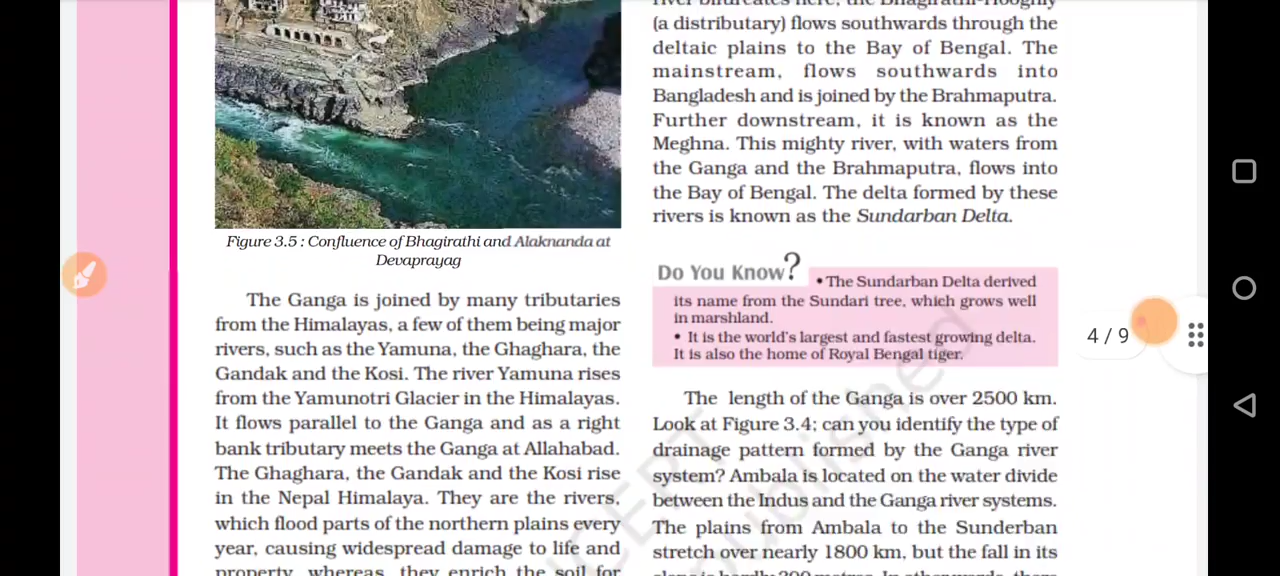 Figure 3.5 : Confluence of Bhagirathi and Alaknanda at
Devaprayag
The Ganga is joined by many tributaries
from the Himalayas, a few of them being major
rivers, such as the Yamuna, the Ghaghara, the
Gandak and the Kosi. The river Yamuna rises
from the Yamunotri Glacier in the Himalayas.
It flows parallel to the Ganga and as a right
bank tributary meets the Ganga at Allahabad.
The Ghaghara, the Gandak and the Kosi rise
in the Nepal Himalaya. They are the rivers,
which flood parts of the northern plains every
year, causing widespread damage to life and
property, whereas, they enrich the soil for
river bifurcates here; the Bhagirathi-Hooghly
(a distributary) flows southwards through the
deltaic plains to the Bay of Bengal. The
mainstream, flows southwards into
Bangladesh and is joined by the Brahmaputra.
Further downstream, it is known as the
Meghna. This mighty river, with waters from
the Ganga and the Brahmaputra, flows into
the Bay of Bengal. The delta formed by these
rivers is known as the Sundarban Delta.
Do You Know?
• The Sundarban Delta derived
its name from the Sundari tree, which grows well
in marshland.
• It is the world's largest and fastest growing delta.
It is also the home of Royal Bengal tiger.
The length of the Ganga is over 2500 km.
Look at Figure 3.4; can you identify the type of
drainage pattern formed by the Ganga river
system? Ambala is located on the water divide
between the Indus and the Ganga river systems.
The plains from Ambala to the Sunderban
stretch over nearly 1800 km, but the fall in its
4 / 9